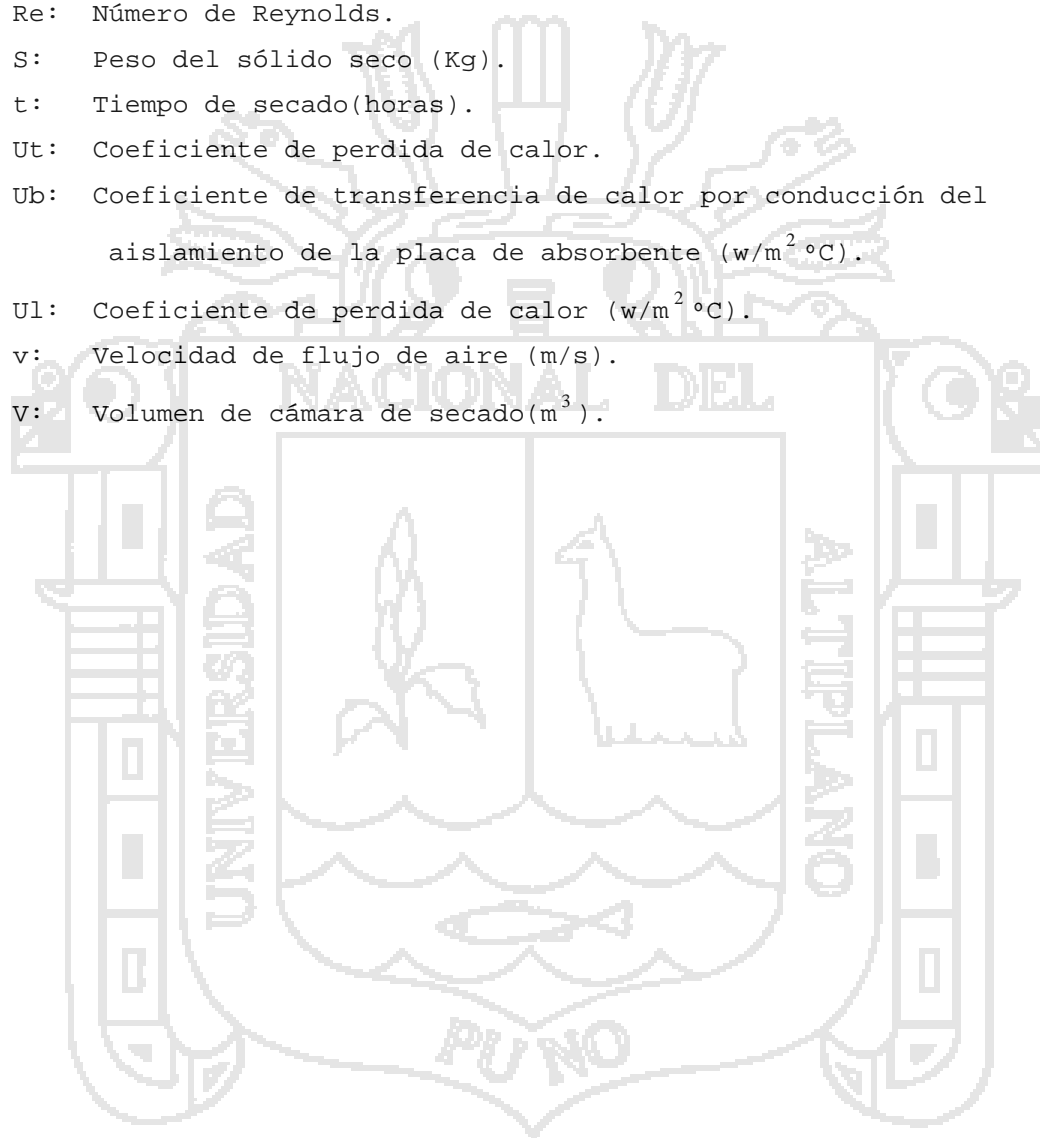 Re: Número de Reynolds.
S: Peso del sólido seco (Kg).
t: Tiempo de secado(horas).
Ut: Coeficiente de perdida de calor.
Ub: Coeficiente de transferencia de calor por conducción del
aislamiento de la placa de absorbente (w/m² ºC).
Ul: Coeficiente de perdida de calor (w/m² ºC).
v: Velocidad de flujo de aire (m/s).
V: Volumen de cámara de secado(m³).
NACIONAL DEL
UNIVERSIDAD
ALTIPLANO
PUNO